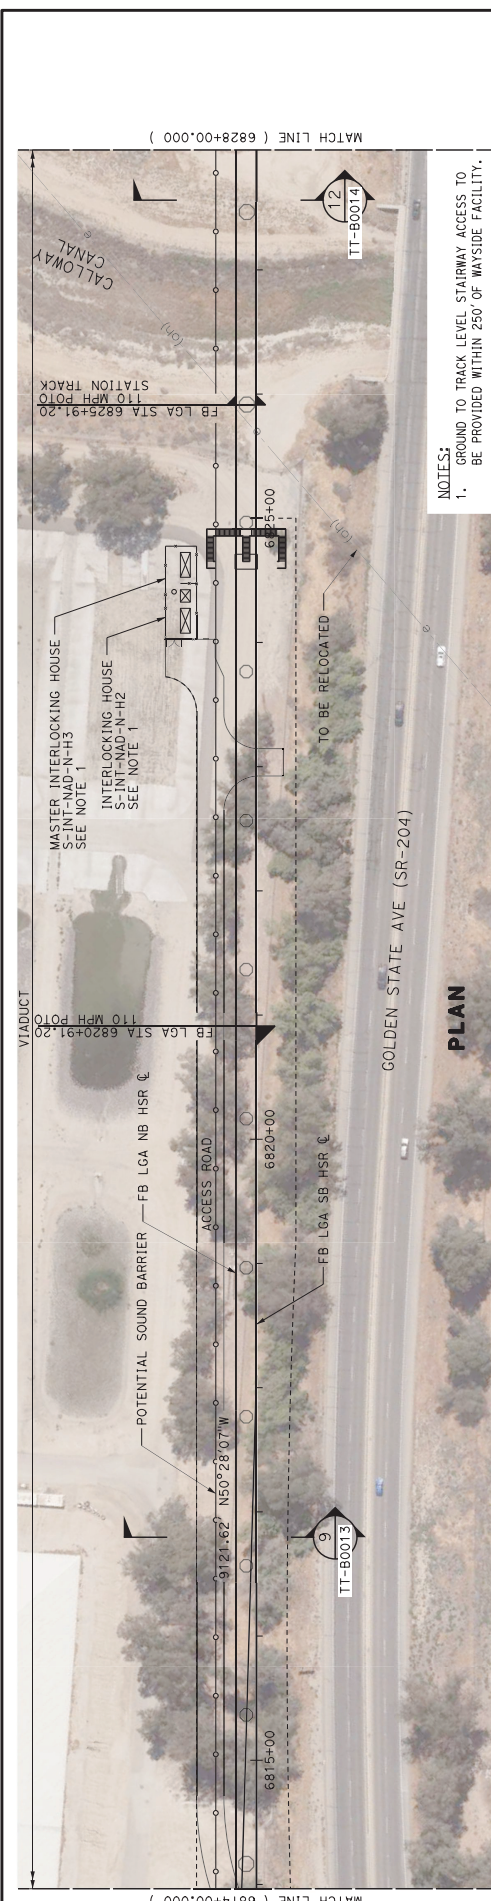 MATCH LINE ( 6828+00.000 )
12
TT-B0014
CALLOWAY
CANAL
(oh)
FB LGA STA 6825+91.20
110 MPH POTO
STATION TRACK
NOTES:
1. GROUND TO TRACK LEVEL STAIRWAY ACCESS TO
BE PROVIDED WITHIN 250' OF WAYSIDE FACILITY.
6825+00
(oh)
TO BE RELOCATED
MASTER INTERLOCKING HOUSE
S-INT-NAD-N-H3
SEE NOTE 1
INTERLOCKING HOUSE
S-INT-NAD-N-H2
SEE NOTE 1
GOLDEN STATE AVE (SR-204)
PLAN
VIADUCT
FB LGA STA 6820+91.20
110 MPH POTO
6820+00
ACCESS ROAD
FB LGA NB HSR ℄
FB LGA SB HSR ℄
POTENTIAL SOUND BARRIER
9121.62' N50°28'07"W
9
TT-B0013
6815+00
MATCH LINE ( 6814+00.000 )